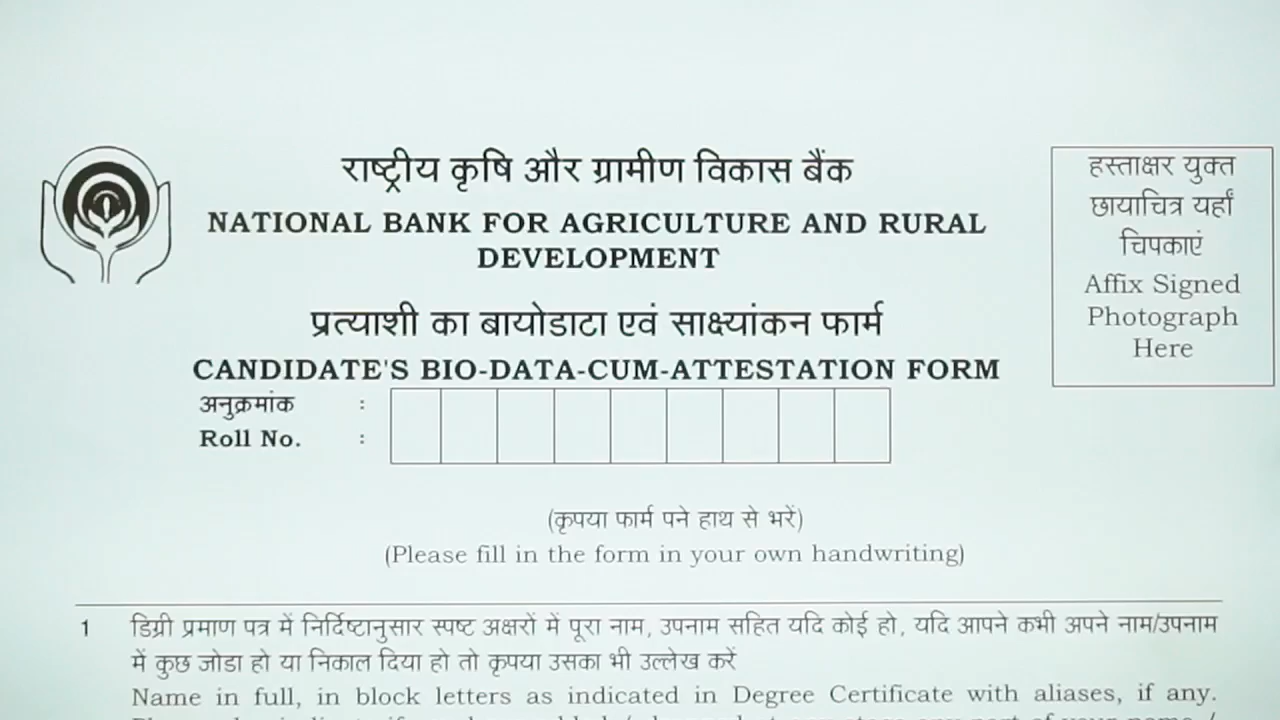 राष्ट्रीय कृषि और ग्रामीण विकास बैंक
NATIONAL BANK FOR AGRICULTURE AND RURAL
DEVELOPMENT
प्रत्याशी का बायोडाटा एवं साक्ष्यांकन फार्म
CANDIDATE'S BIO-DATA-CUM-ATTESTATION FORM
हस्ताक्षर युक्त
छायाचित्र यहाँ
चिपकाएं
Affix Signed
Photograph
Here
अनुक्रमांक :
Roll No. :
(कृपया फार्म पने हाथ से भरें)
(Please fill in the form in your own handwriting)
1 डिग्री प्रमाण पत्र में निर्दिष्टानुसार स्पष्ट अक्षरों में पूरा नाम, उपनाम सहित यदि कोई हो, यदि आपने कभी अपने नाम/उपनाम
में कुछ जोडा हो या निकाल दिया हो तो कृपया उसका भी उल्लेख करें
Name in full, in block letters as indicated in Degree Certificate with aliases, if any.